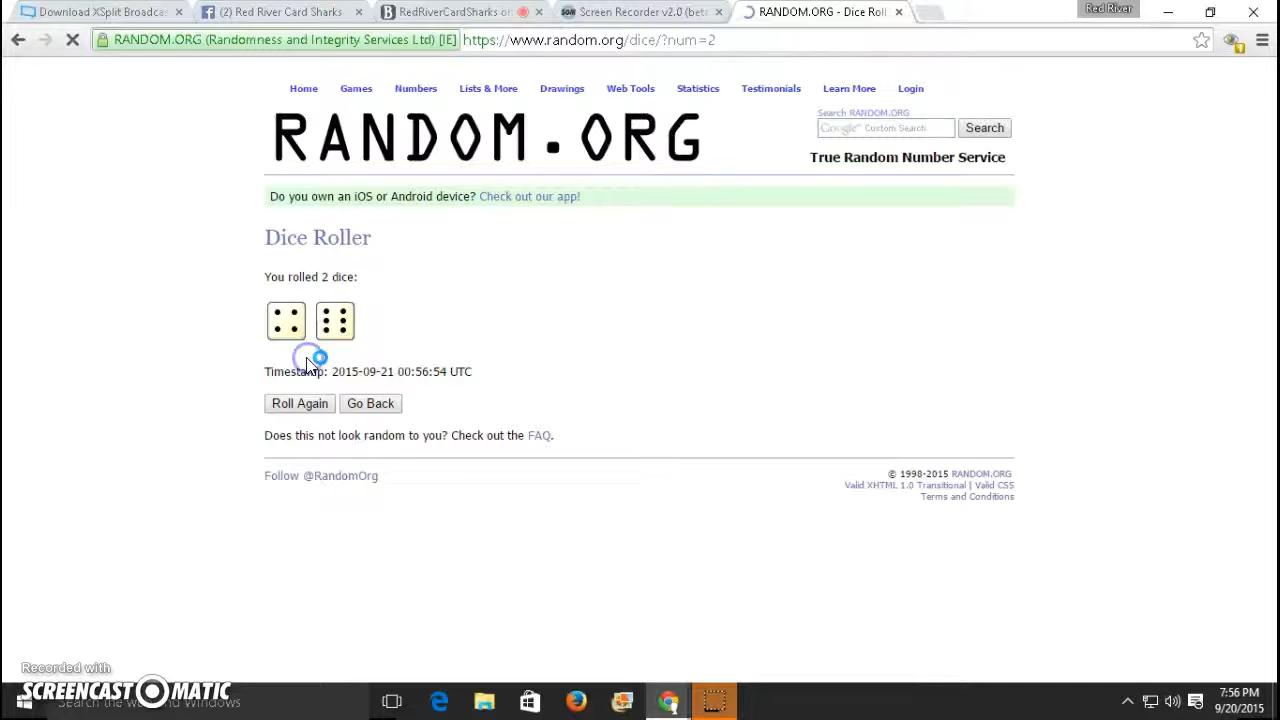 Download XSplit Broadcas
(2) Red River Card Sharks
RedRiverCardSharks o
Screen Recorder v2.0 (beta
RANDOM.ORG - Dice Roll
Red River
RANDOM.ORG (Randomness and Integrity Services Ltd) [IE] https://www.random.org/dice/?num=2
Home Games Numbers Lists & More Drawings Web Tools Statistics Testimonials Learn More Login
RANDOM.ORG
Search RANDOM.ORG
Google™ Custom Search Search
True Random Number Service
Do you own an iOS or Android device? Check out our app!
Dice Roller
You rolled 2 dice:
Timestamp: 2015-09-21 00:56:54 UTC
Roll Again Go Back
Does this not look random to you? Check out the FAQ.
Follow @RandomOrg
© 1998-2015 RANDOM.ORG
Valid XHTML 1.0 Transitional | Valid CSS
Terms and Conditions
Recorded with
SCREENCAST-O-MATIC
Search the web and Windows
7:56 PM
9/20/2015